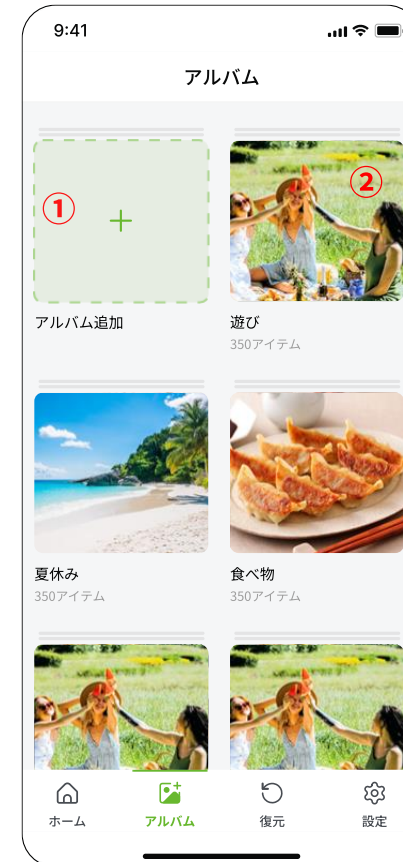 9:41
アルバム
①
②
アルバム追加
遊び
350アイテム
夏休み
350アイテム
食べ物
350アイテム
ホーム
アルバム
復元
設定